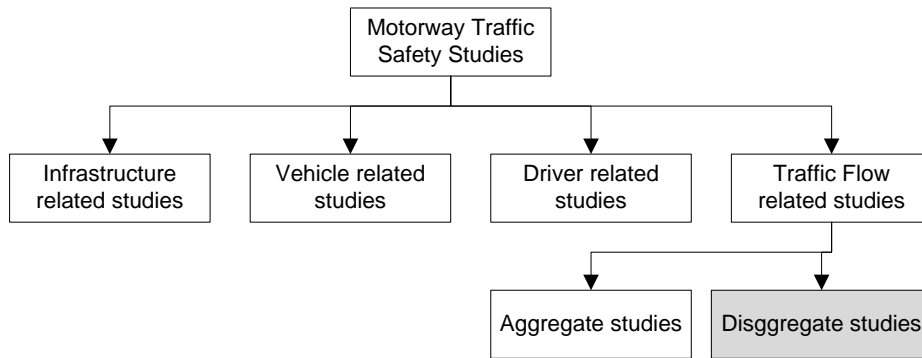 Motorway Traffic
Safety Studies
Infrastructure
related studies
Vehicle related
studies
Driver related
studies
Traffic Flow
related studies
Aggregate studies
Disggregate studies